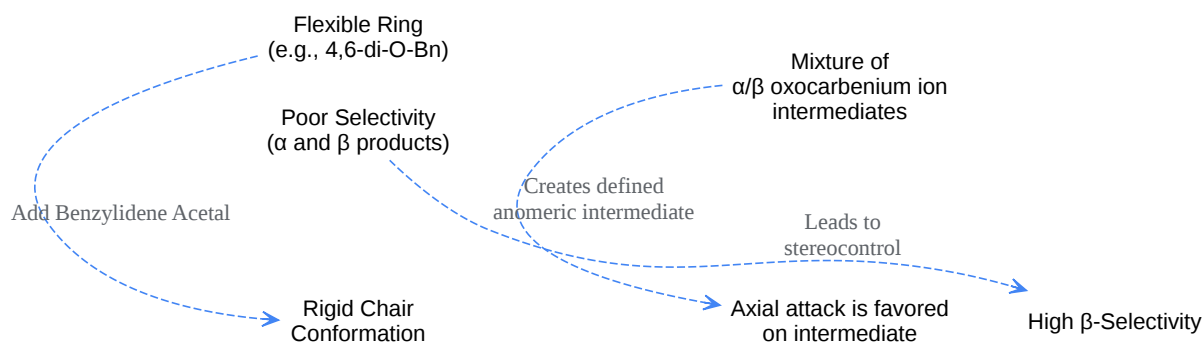 Flexible Ring
(e.g., 4,6-di-O-Bn)
Poor Selectivity
(α and β products)
Mixture of
α/β oxocarbenium ion
intermediates
Add Benzylidene Acetal
Creates defined
anomeric intermediate
Leads to
stereocontrol
Rigid Chair
Conformation
Axial attack is favored
on intermediate
High β-Selectivity